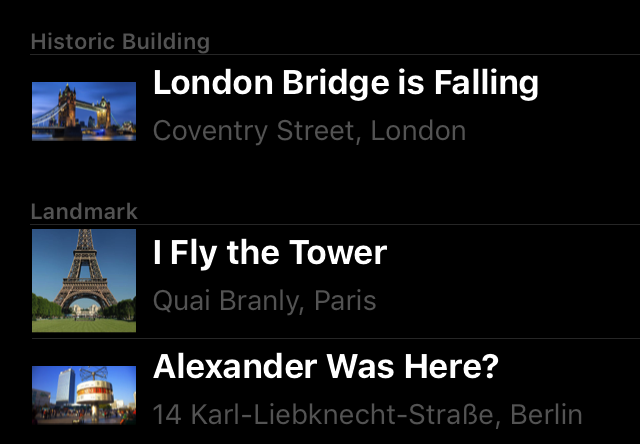 Historic Building
London Bridge is Falling
Coventry Street, London
Landmark
I Fly the Tower
Quai Branly, Paris
Alexander Was Here?
14 Karl-Liebknecht-Straße, Berlin